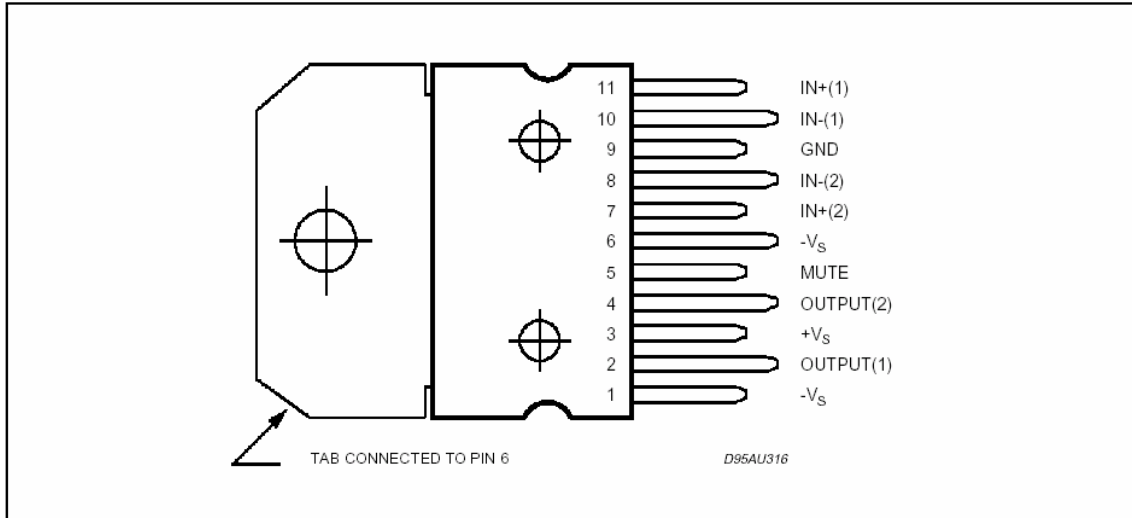 11 IN+(1)
10 IN-(1)
9 GND
8 IN-(2)
7 IN+(2)
6 -VS
5 MUTE
4 OUTPUT(2)
3 +VS
2 OUTPUT(1)
1 -VS
TAB CONNECTED TO PIN 6
D95AU316